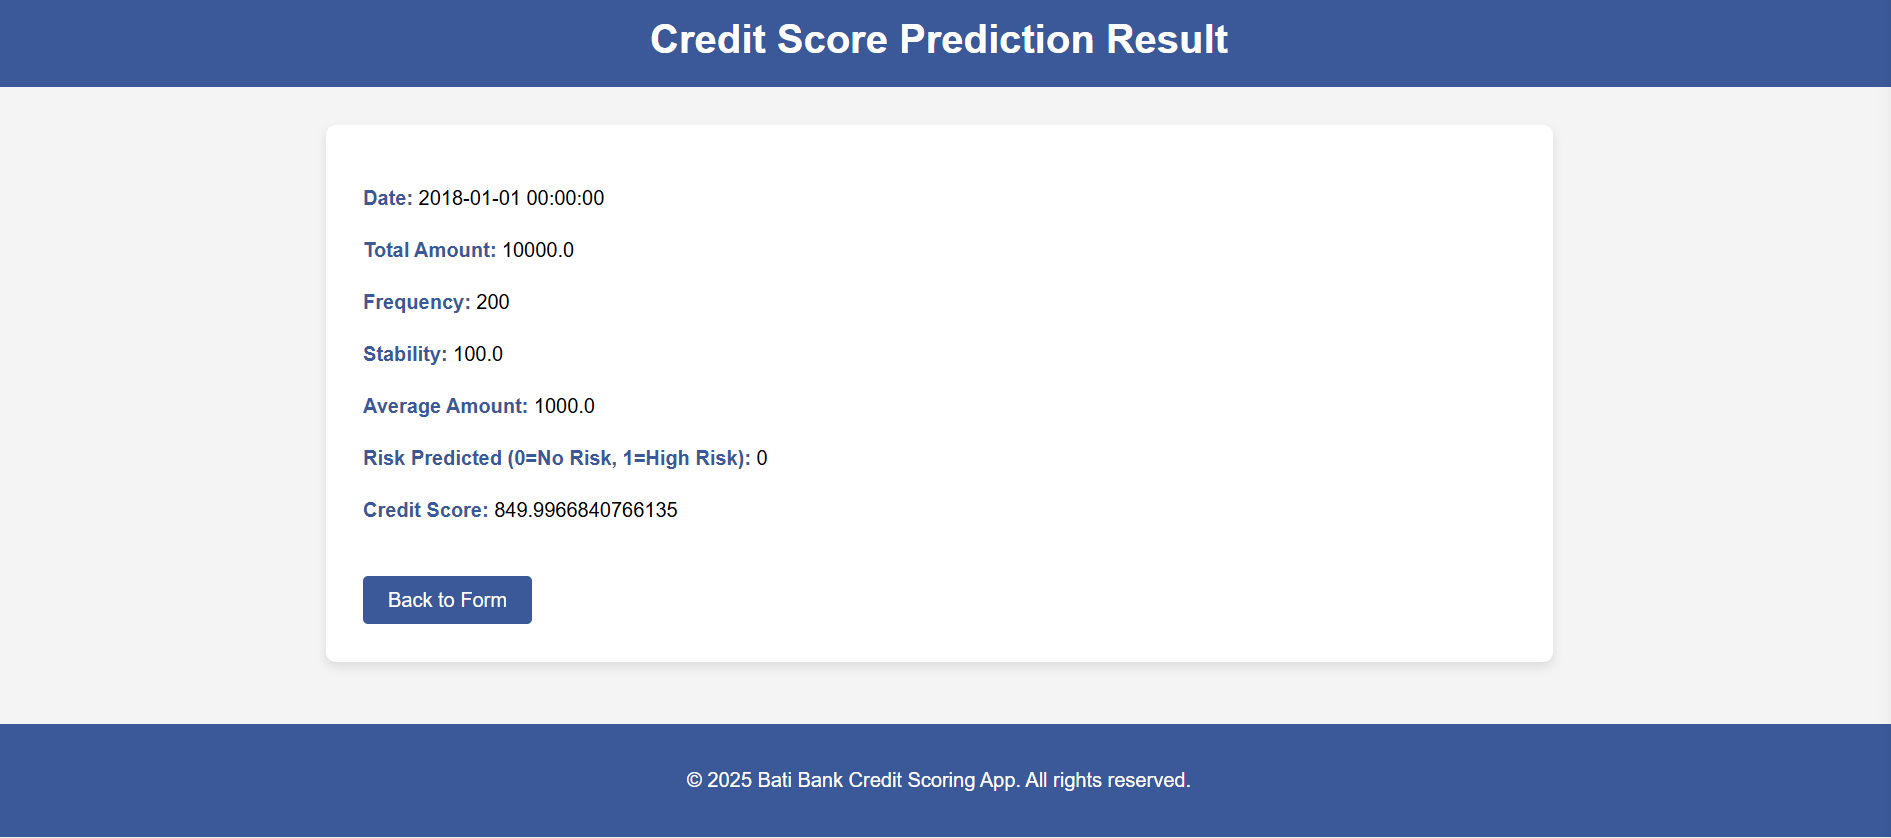 Credit Score Prediction Result
Date: 2018-01-01 00:00:00
Total Amount: 10000.0
Frequency: 200
Stability: 100.0
Average Amount: 1000.0
Risk Predicted (0=No Risk, 1=High Risk): 0
Credit Score: 849.9966840766135
Back to Form
© 2025 Bati Bank Credit Scoring App. All rights reserved.